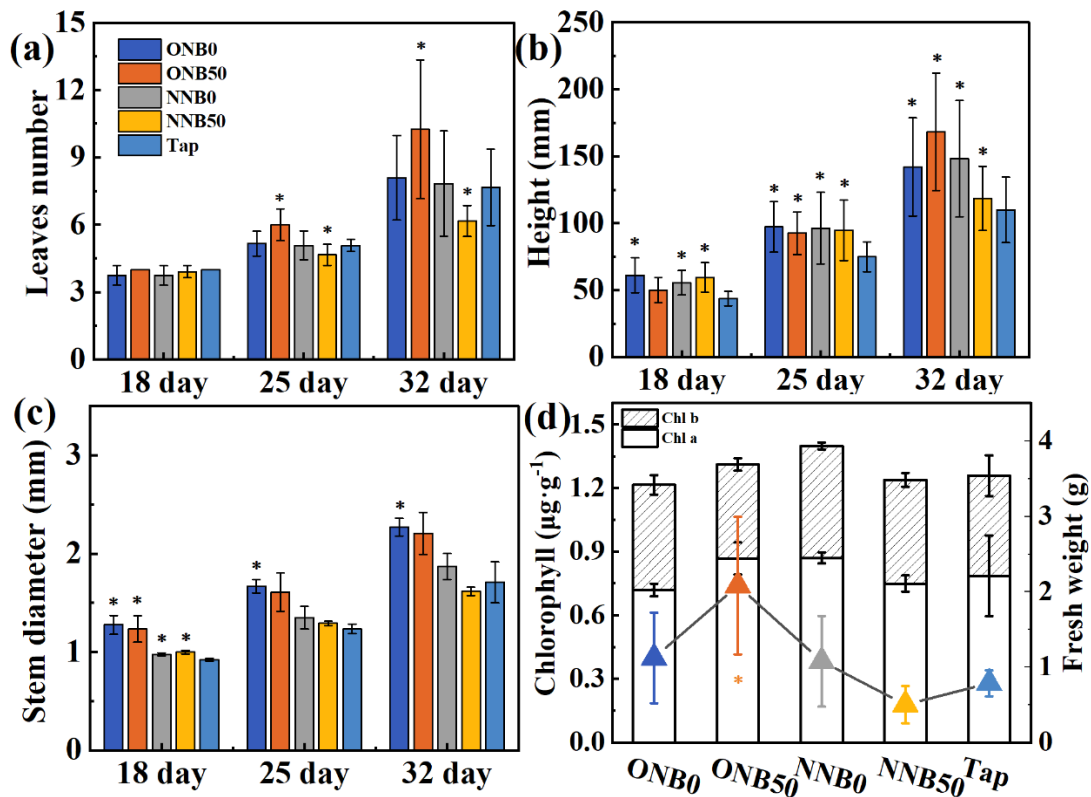 (a)
Leaves number
15
12
9
6
3
0
ONB0
ONB50
NNB0
NNB50
Tap
*
*
*
*
18 day 25 day 32 day
(b)
Height (mm)
250
200
150
100
50
0
*
*
*
*
*
*
*
*
*
*
*
18 day 25 day 32 day
(c)
Stem diameter (mm)
3
2
1
0
*
*
*
*
*
*
18 day 25 day 32 day
(d)
Chlorophyll (μg·g⁻¹)
1.5
1.2
0.9
0.6
0.3
0.0
Chl b
Chl a
*
4
3
2
1
0
Fresh weight (g)
ONB0 ONB50 NNB0 NNB50 Tap